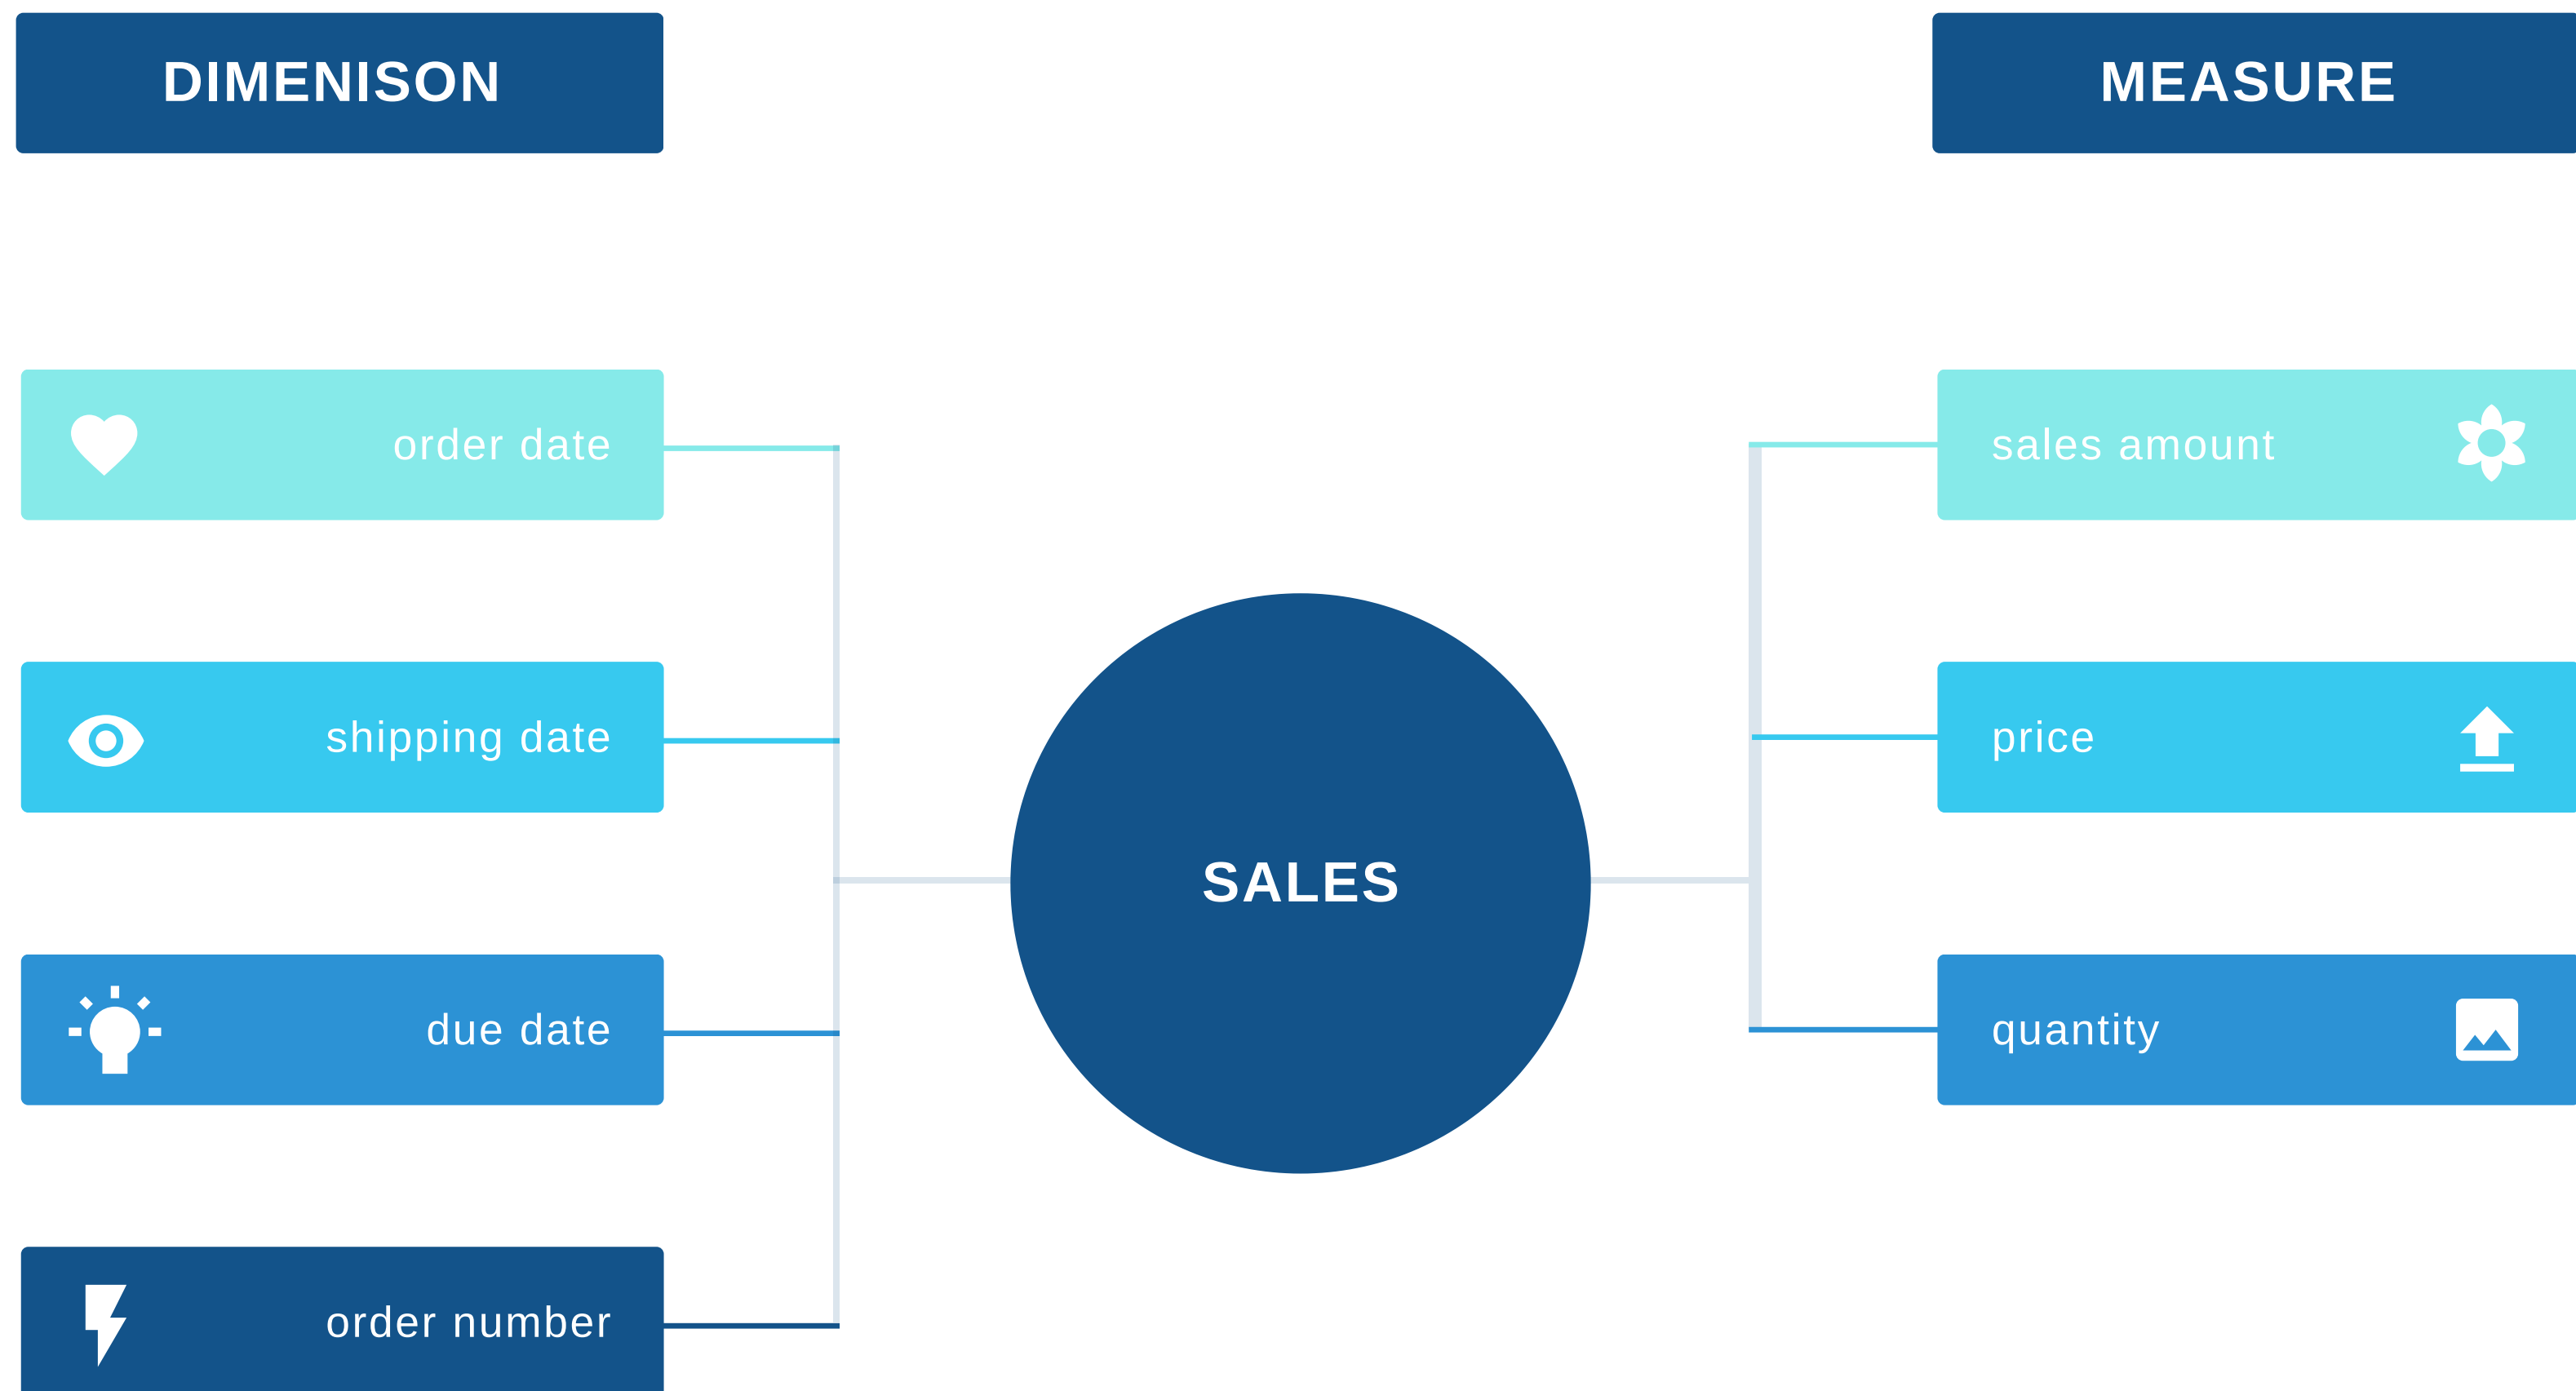 DIMENISON
MEASURE
order date
sales amount
shipping date
price
SALES
due date
quantity
order number